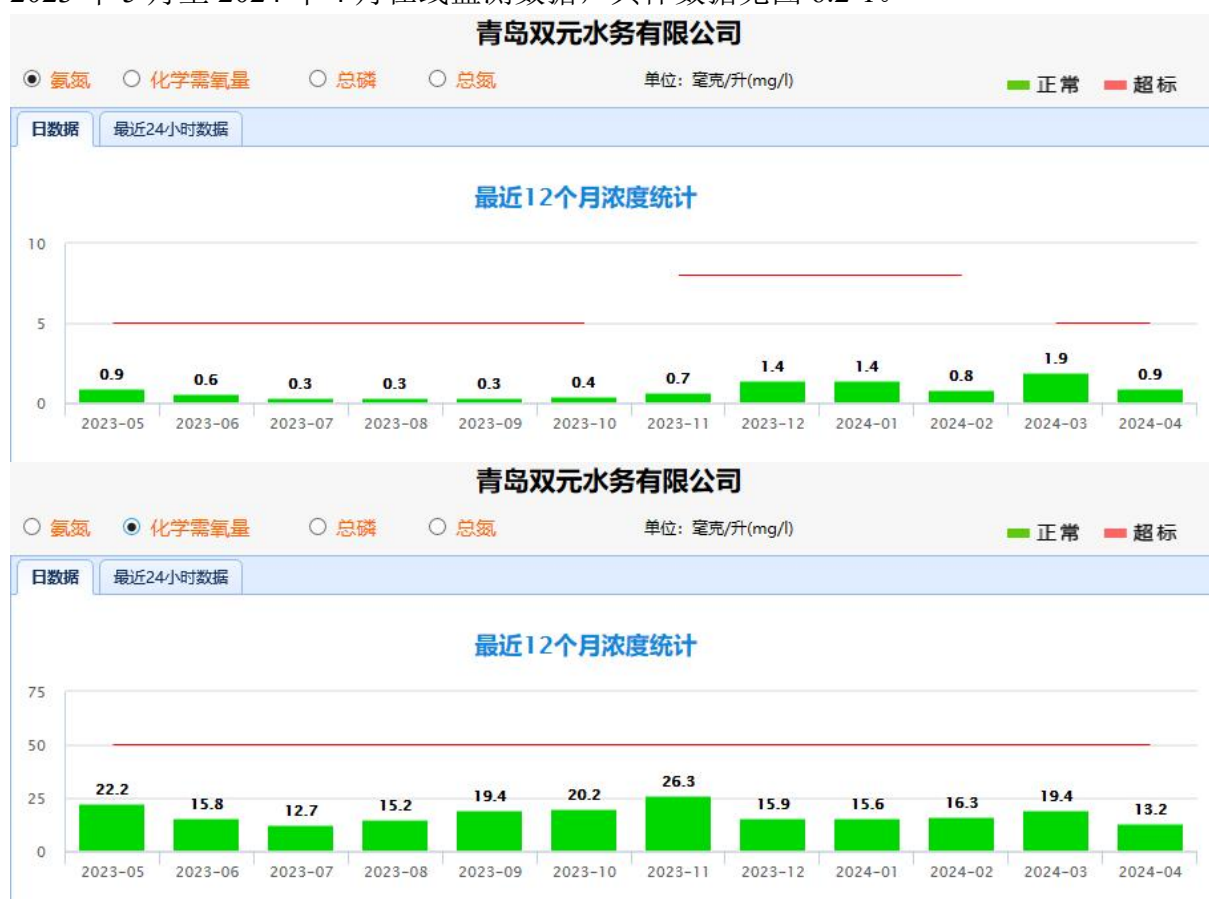 青岛双元水务有限公司
氨氮 化学需氧量 总磷 总氮 单位：毫克/升(mg/l) 正常 超标
日数据 最近24小时数据
最近12个月浓度统计
10
5
0.9 0.6 0.3 0.3 0.3 0.4 0.7 1.4 1.4 0.8 1.9 0.9
0
2023-05 2023-06 2023-07 2023-08 2023-09 2023-10 2023-11 2023-12 2024-01 2024-02 2024-03 2024-04
青岛双元水务有限公司
氨氮 化学需氧量 总磷 总氮 单位：毫克/升(mg/l) 正常 超标
日数据 最近24小时数据
最近12个月浓度统计
75
50
25
22.2 15.8 12.7 15.2 19.4 20.2 26.3 15.9 15.6 16.3 19.4 13.2
0
2023-05 2023-06 2023-07 2023-08 2023-09 2023-10 2023-11 2023-12 2024-01 2024-02 2024-03 2024-04